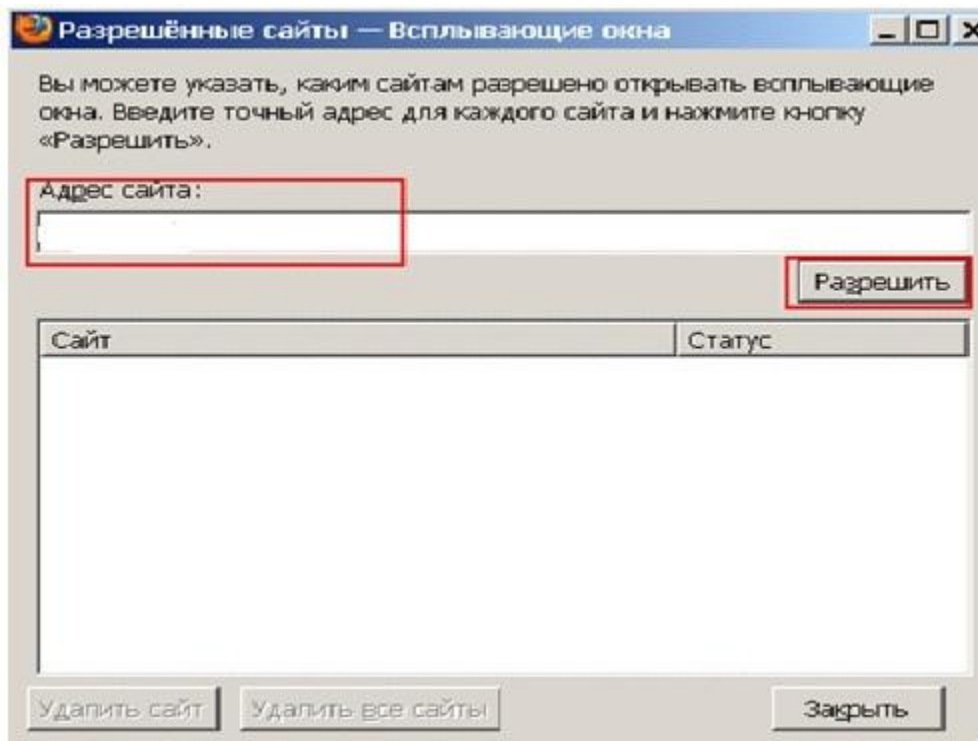 Разрешённые сайты — Всплывающие окна
Вы можете указать, каким сайтам разрешено открывать всплывающие
окна. Введите точный адрес для каждого сайта и нажмите кнопку
«Разрешить».
Адрес сайта:
Разрешить
Сайт Статус
Удалить сайт Удалить все сайты Закрыть